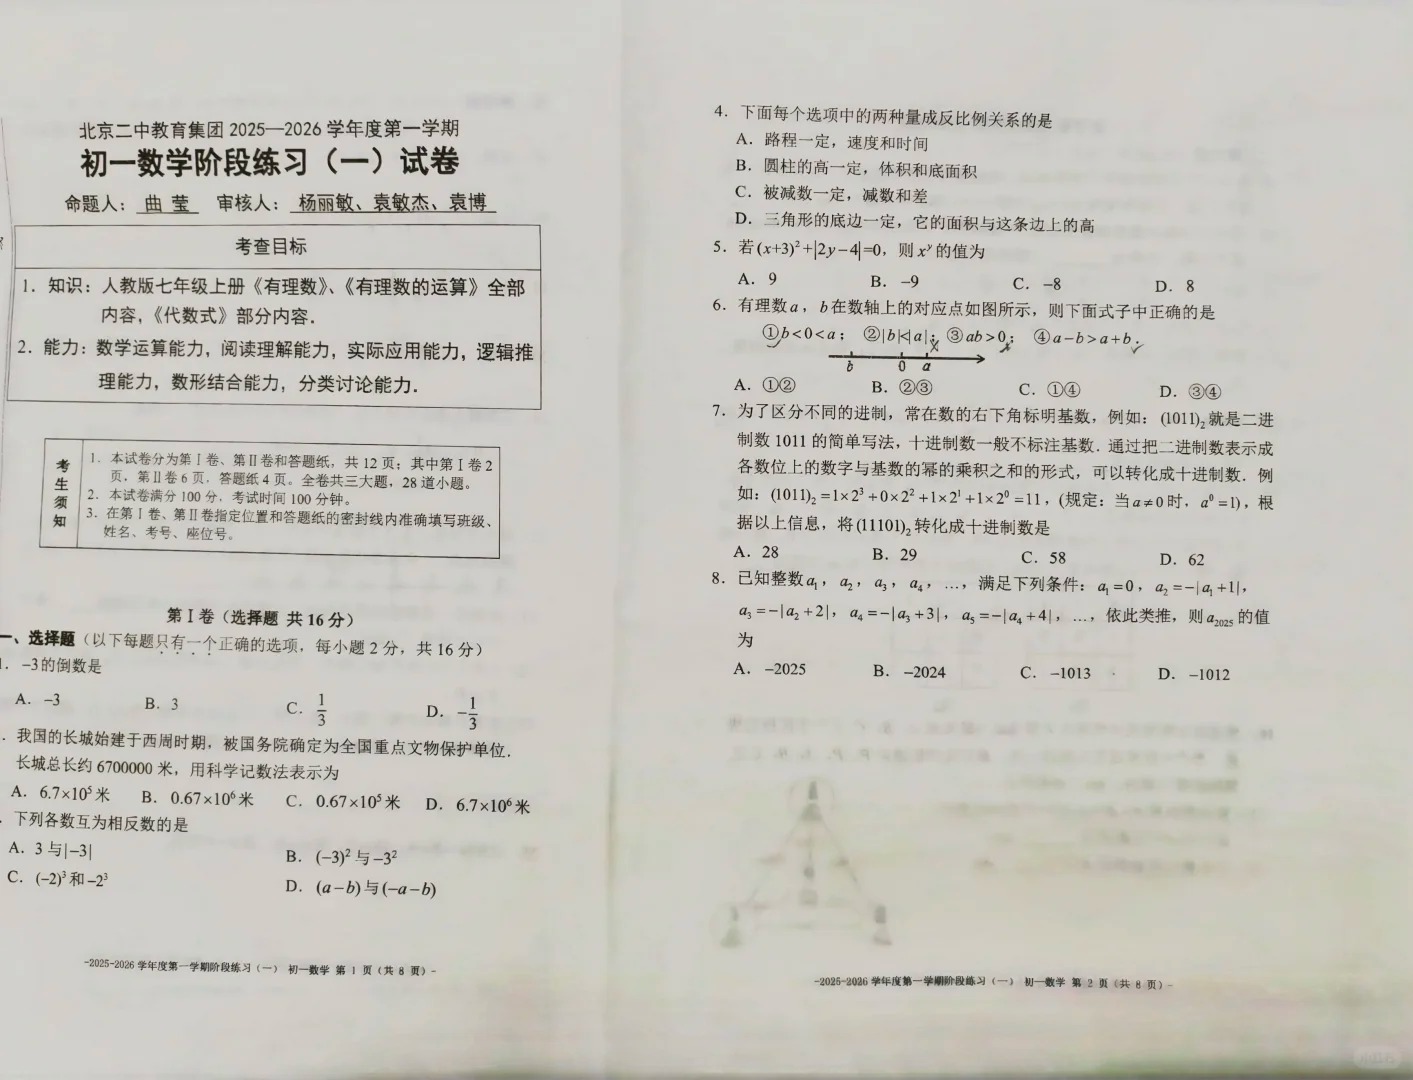 北京二中教育集团 2025—2026 学年度第一学期
初一数学阶段练习（一）试卷
命题人：曲 莹 审核人：杨丽敏、袁敏杰、袁博
考查目标
1．知识：人教版七年级上册《有理数》、《有理数的运算》全部
内容，《代数式》部分内容．
2．能力：数学运算能力，阅读理解能力，实际应用能力，逻辑推
理能力，数形结合能力，分类讨论能力．
考生须知
1．本试卷分为第Ⅰ卷、第Ⅱ卷和答题纸，共 12 页；其中第Ⅰ卷 2
页，第Ⅱ卷 6 页，答题纸 4 页。全卷共三大题，28 道小题。
2．本试卷满分 100 分，考试时间 100 分钟。
3．在第Ⅰ卷、第Ⅱ卷指定位置和答题纸的密封线内准确填写班级、
姓名、考号、座位号。
第Ⅰ卷（选择题 共 16 分）
一、选择题（以下每题只有一个正确的选项，每小题 2 分，共 16 分）
1．−3的倒数是
A．−3 B．3 C．1/3 D．−1/3
．我国的长城始建于西周时期，被国务院确定为全国重点文物保护单位．
长城总长约 6700000 米，用科学记数法表示为
A．6.7×10⁵米 B．0.67×10⁶米 C．0.67×10⁵米 D．6.7×10⁶米
．下列各数互为相反数的是
A．3 与|−3| B．(−3)²与−3²
C．(−2)³和−2³ D．(a−b)与(−a−b)
-2025-2026 学年度第一学期阶段练习（一） 初一数学 第 1 页（共 8 页）-
4．下面每个选项中的两种量成反比例关系的是
A．路程一定，速度和时间
B．圆柱的高一定，体积和底面积
C．被减数一定，减数和差
D．三角形的底边一定，它的面积与这条边上的高
5．若(x+3)²+|2y−4|=0，则 xʸ的值为
A．9 B．−9 C．−8 D．8
6．有理数a，b在数轴上的对应点如图所示，则下面式子中正确的是
①b<0<a； ②|b|<|a|； ③ab>0； ④a−b>a+b．
b 0 a
A．①② B．②③ C．①④ D．③④
7．为了区分不同的进制，常在数的右下角标明基数，例如：(1011)₂就是二进
制数 1011 的简单写法，十进制数一般不标注基数．通过把二进制数表示成
各数位上的数字与基数的幂的乘积之和的形式，可以转化成十进制数．例
如：(1011)₂=1×2³+0×2²+1×2¹+1×2⁰=11，(规定：当a≠0时，a⁰=1)，根
据以上信息，将(11101)₂转化成十进制数是
A．28 B．29 C．58 D．62
8．已知整数a₁，a₂，a₃，a₄，…，满足下列条件：a₁=0，a₂=−|a₁+1|，
a₃=−|a₂+2|，a₄=−|a₃+3|，a₅=−|a₄+4|，…，依此类推，则a₂₀₂₅的值
为
A．−2025 B．−2024 C．−1013 D．−1012
-2025-2026 学年度第一学期阶段练习（一） 初一数学 第 2 页（共 8 页）-